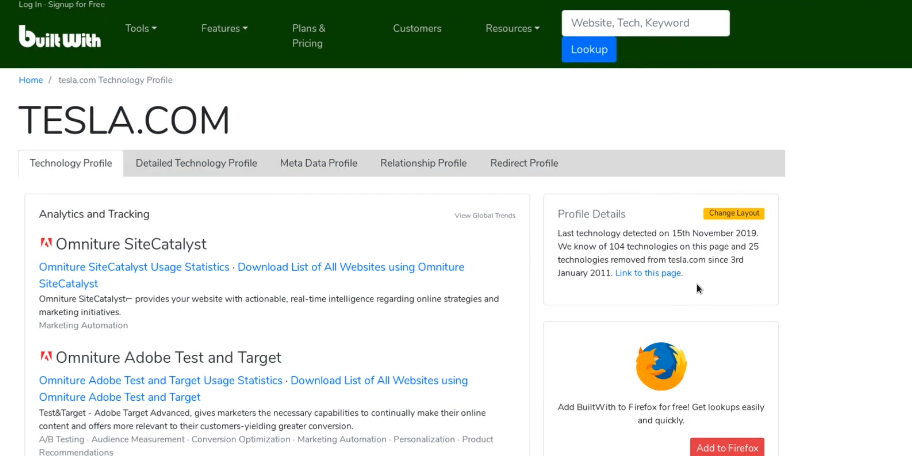 Log In · Signup for Free
Built With
Tools
Features
Plans &
Pricing
Customers
Resources
Website, Tech, Keyword
Lookup
Home / tesla.com Technology Profile
TESLA.COM
Technology Profile
Detailed Technology Profile
Meta Data Profile
Relationship Profile
Redirect Profile
Analytics and Tracking
View Global Trends
Omniture SiteCatalyst
Omniture SiteCatalyst Usage Statistics · Download List of All Websites using Omniture
SiteCatalyst
Omniture SiteCatalyst— provides your website with actionable, real-time intelligence regarding online strategies and
marketing initiatives.
Marketing Automation
Omniture Adobe Test and Target
Omniture Adobe Test and Target Usage Statistics · Download List of All Websites using
Omniture Adobe Test and Target
Test&Target - Adobe Target Advanced, gives marketers the necessary capabilities to continually make their online
content and offers more relevant to their customers-yielding greater conversion.
A/B Testing · Audience Measurement · Conversion Optimization · Marketing Automation · Personalization · Product
Recommendations
Profile Details
Change Layout
Last technology detected on 15th November 2019.
We know of 104 technologies on this page and 25
technologies removed from tesla.com since 3rd
January 2011. Link to this page.
Add BuiltWith to Firefox for free! Get lookups easily
and quickly.
Add to Firefox